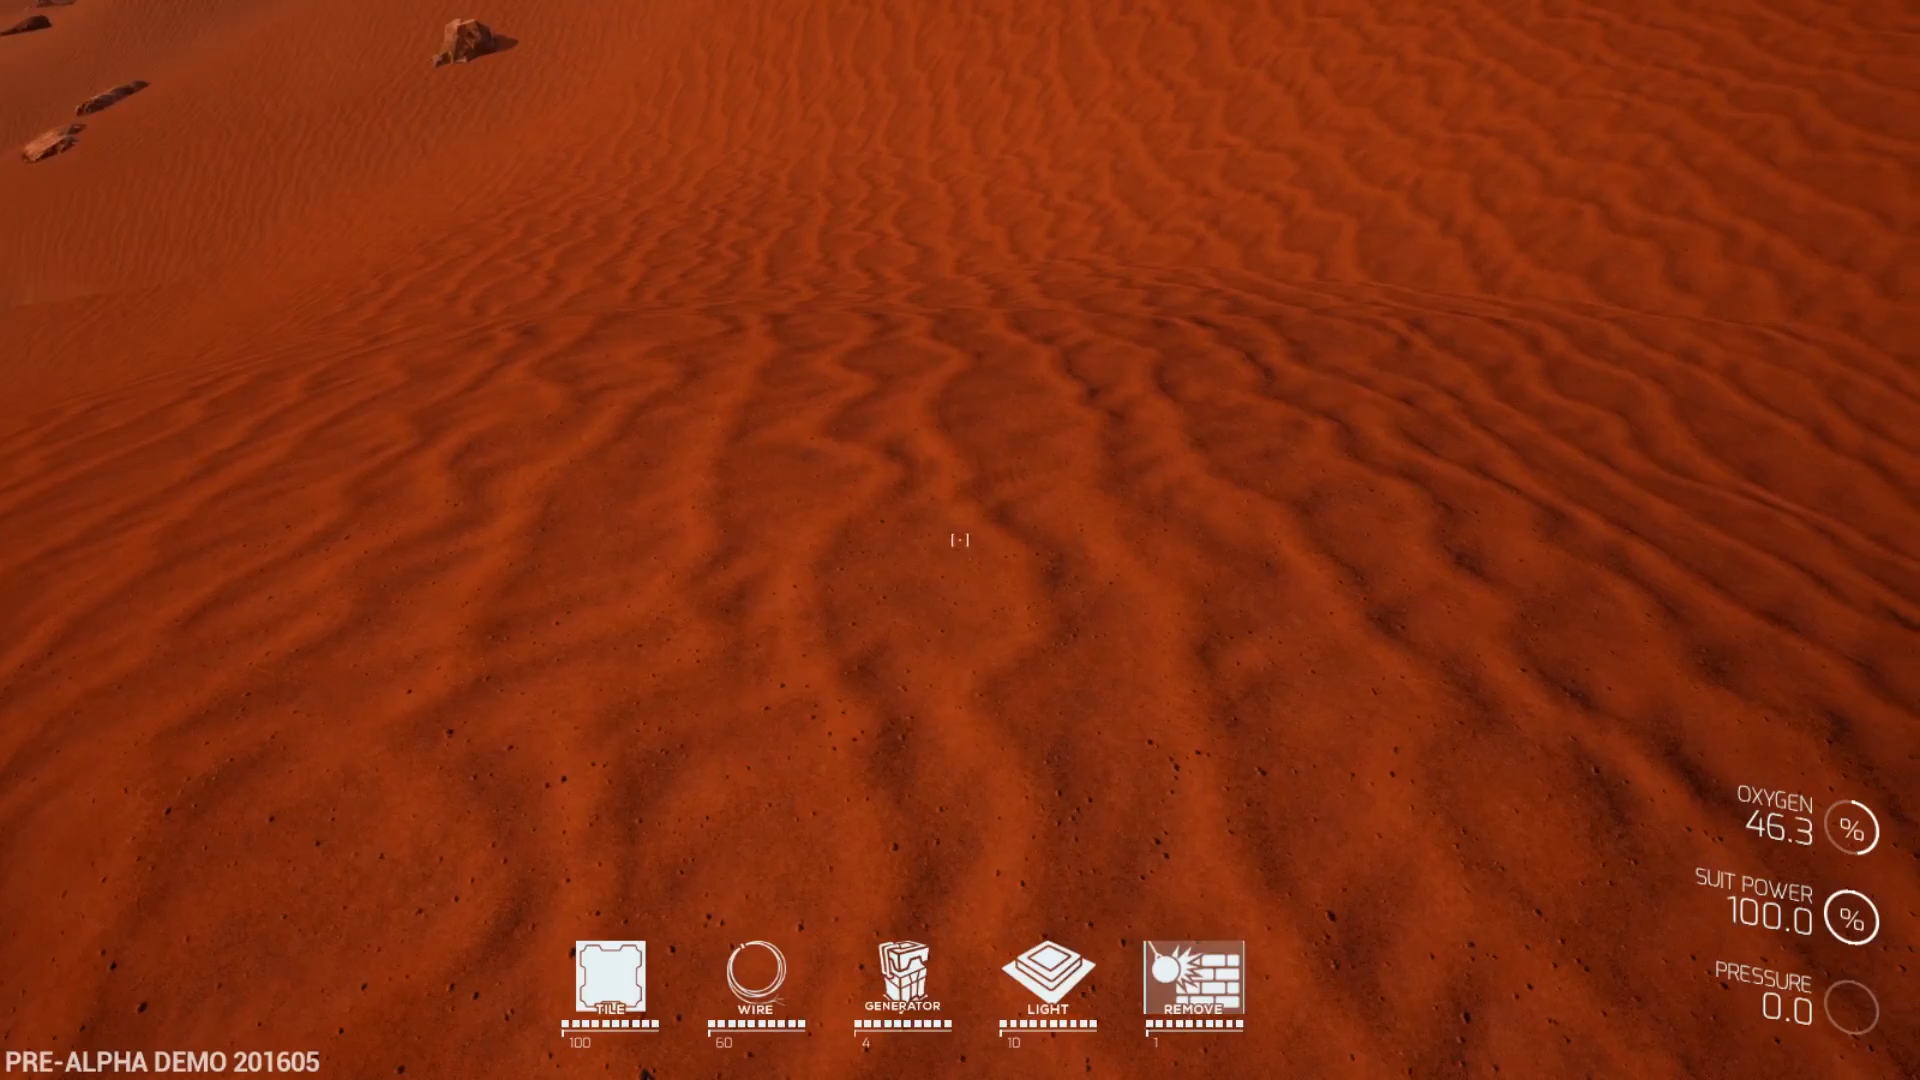 [·]
OXYGEN
46.3 %
SUIT POWER
100.0 %
PRESSURE
0.0
TILE WIRE GENERATOR LIGHT REMOVE
100 60 4 10 1
PRE-ALPHA DEMO 201605